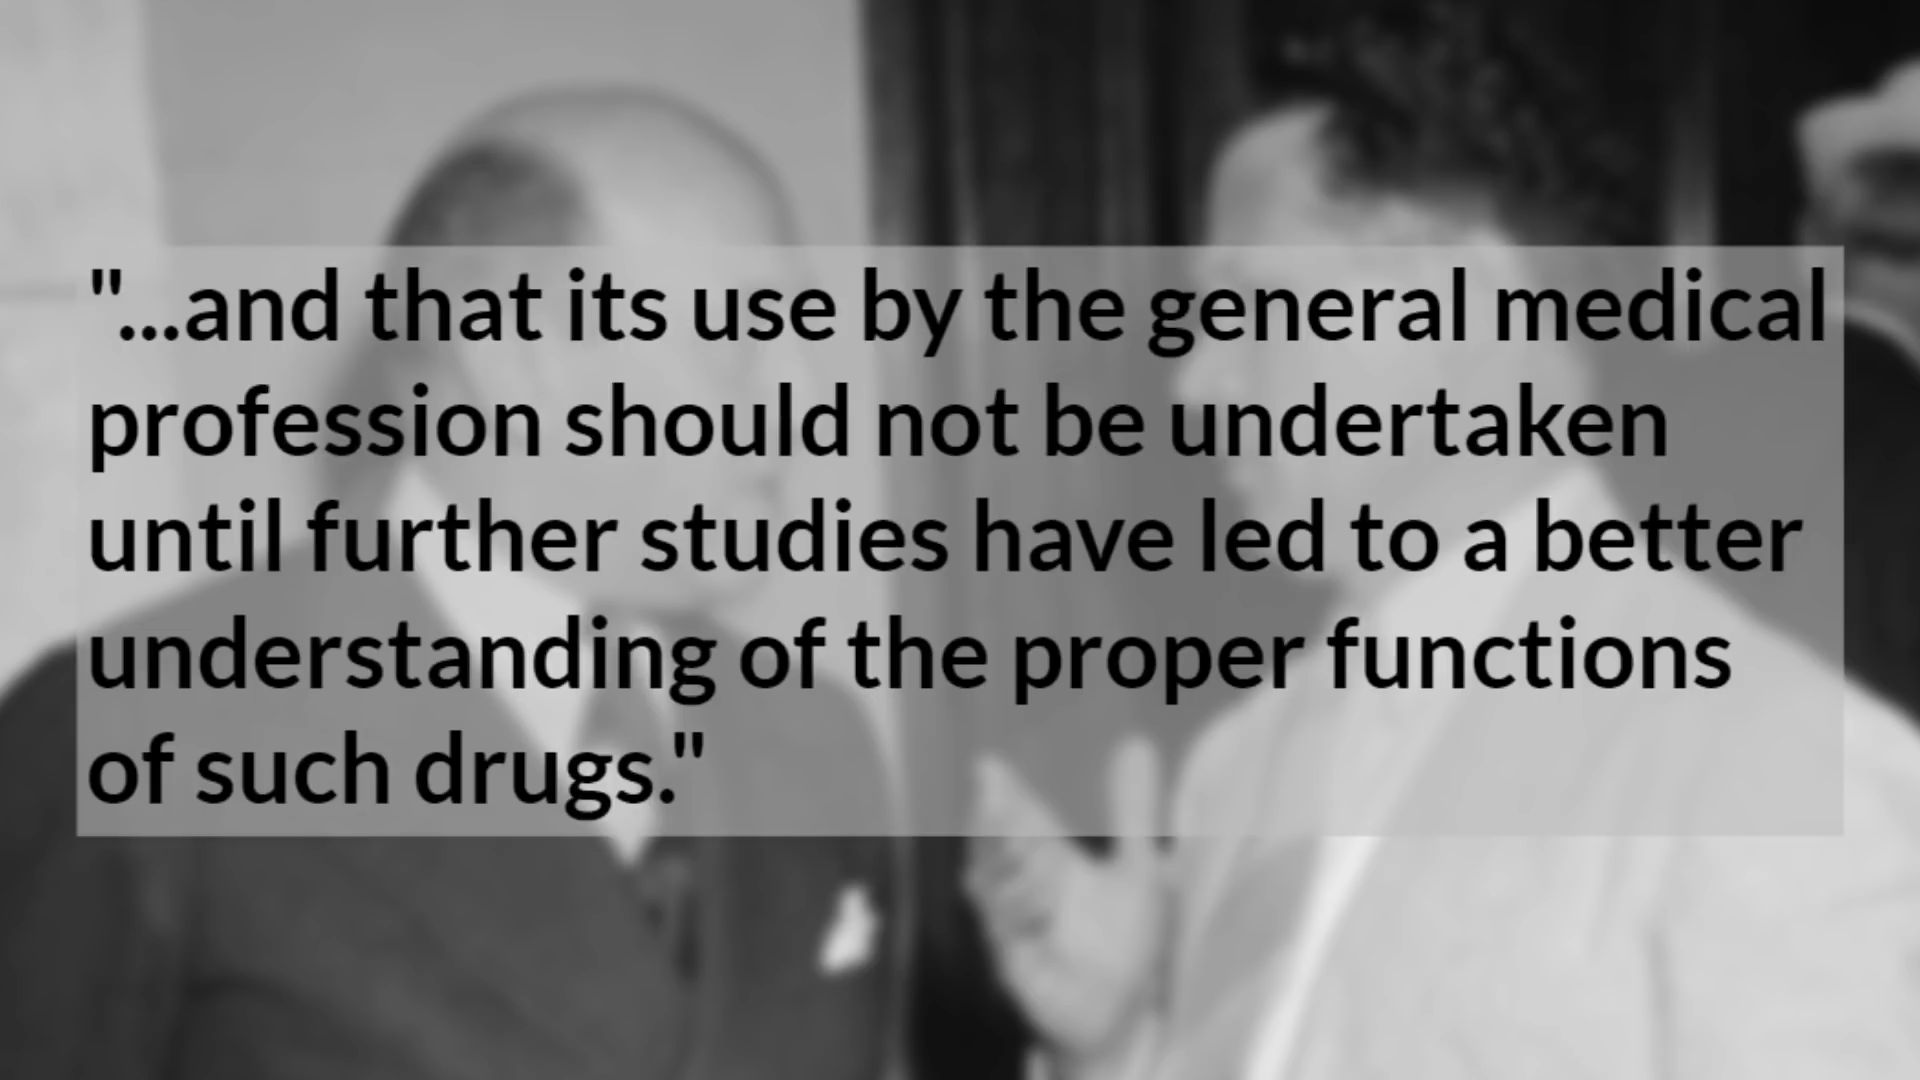 "...and that its use by the general medical
profession should not be undertaken
until further studies have led to a better
understanding of the proper functions
of such drugs."